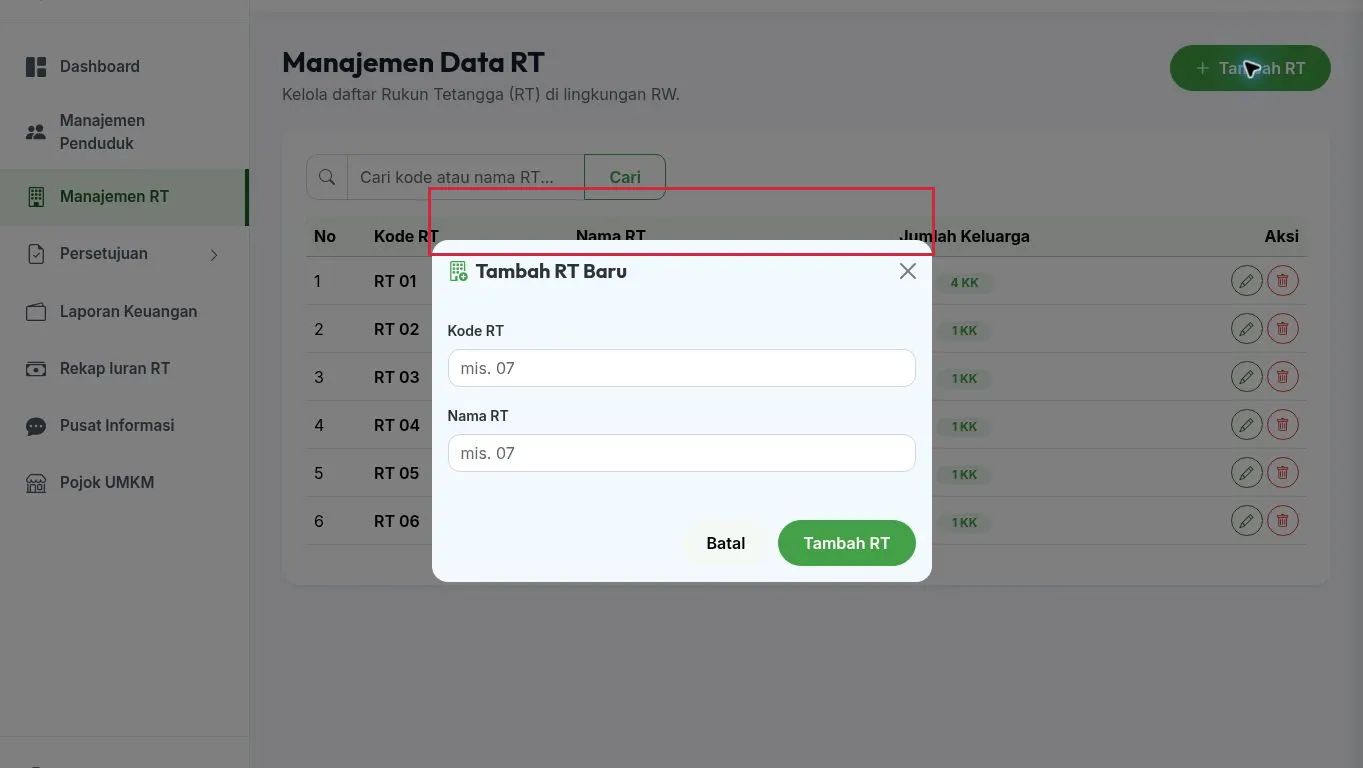 Dashboard
Manajemen
Penduduk
Manajemen RT
Persetujuan
Laporan Keuangan
Rekap Iuran RT
Pusat Informasi
Pojok UMKM
Manajemen Data RT
Kelola daftar Rukun Tetangga (RT) di lingkungan RW.
+ Tambah RT
Cari kode atau nama RT...
Cari
No Kode RT Nama RT Jumlah Keluarga Aksi
1 RT 01 4 KK
2 RT 02 1 KK
3 RT 03 1 KK
4 RT 04 1 KK
5 RT 05 1 KK
6 RT 06 1 KK
Tambah RT Baru
Kode RT
mis. 07
Nama RT
mis. 07
Batal
Tambah RT